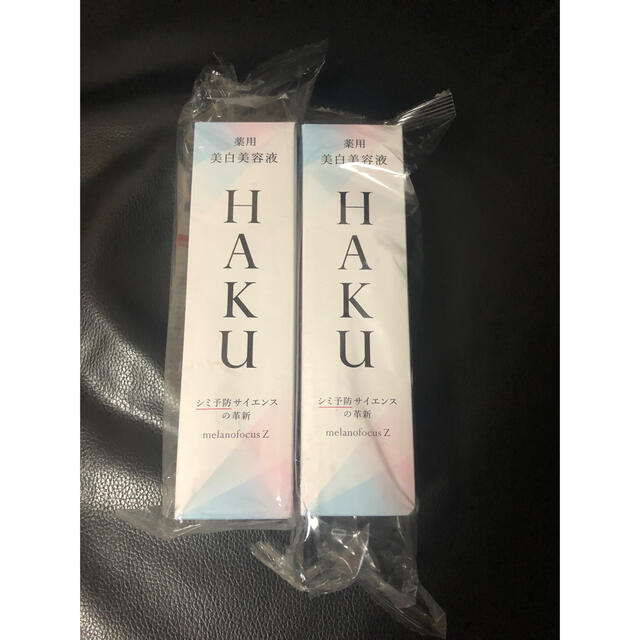 薬用
美白美容液
HAKU
シミ予防サイエンス
の革新
melanofocus Z
薬用
美白美容液
HAKU
シミ予防サイエンス
の革新
melanofocus Z